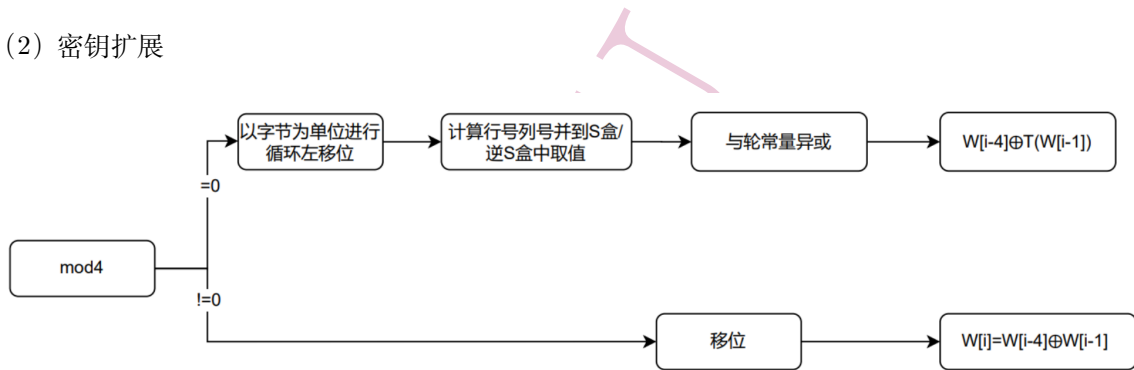 （2）密钥扩展
以字节为单位进行
循环左移位
计算行号列号并到S盒/
逆S盒中取值
与轮常量异或
W[i-4]⊕T(W[i-1])
=0
mod4
!=0
移位
W[i]=W[i-4]⊕W[i-1]